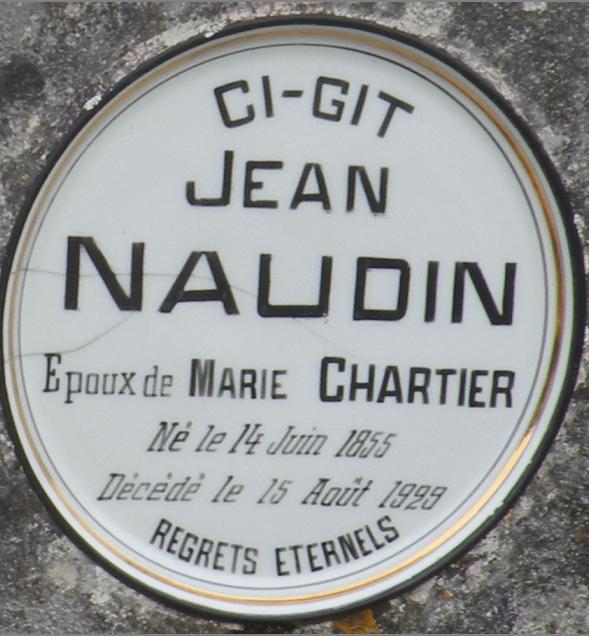 CI-GIT
JEAN
NAUDIN
Epoux de MARIE CHARTIER
Né le 14 Juin 1855
Décédé le 15 Août 1929
REGRETS ETERNELS